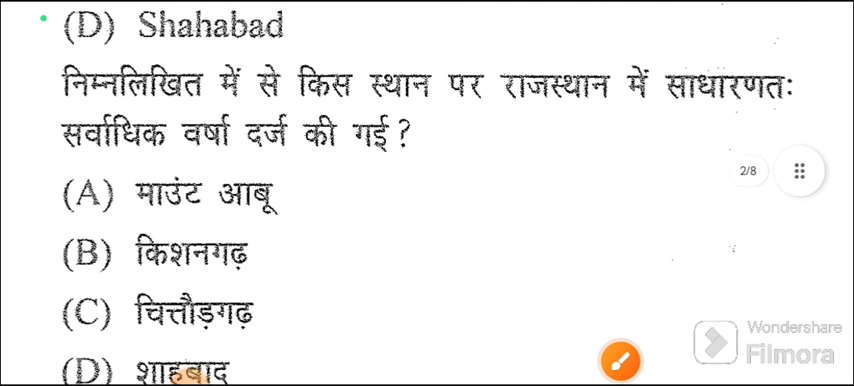 (D) Shahabad
निम्नलिखित में से किस स्थान पर राजस्थान में साधारणतः
सर्वाधिक वर्षा दर्ज की गई?
(A) माउंट आबू
2/8
(B) किशनगढ़
(C) चित्तौड़गढ़
Wondershare
Filmora
(D) शाहबाद